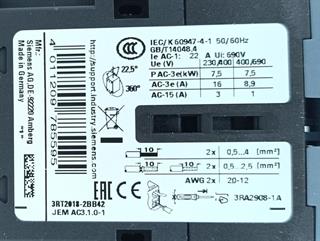 Mfr.:
Siemens AG, DE-92220 Amberg
Made in Germany
4 011209 785595
http://support.industry.siemens.com
22,5°
360°
CCC
IEC/K 60947-4-1 50/60Hz
GB/T14048.4
Ie AC-1: 22 A Ui: 690V
Ue (V) 230/400 400/690
P AC-3e(kW) 7,5 7,5
AC-3e (A) 16 8,9
AC-15 (A) 3 1
10 2x 0,5...4
10 2x 0,5...2,5 (mm²)
AWG 2x 20-12
3RA2908-1A
3RT2018-2BB42
JEM AC3.1.0-1